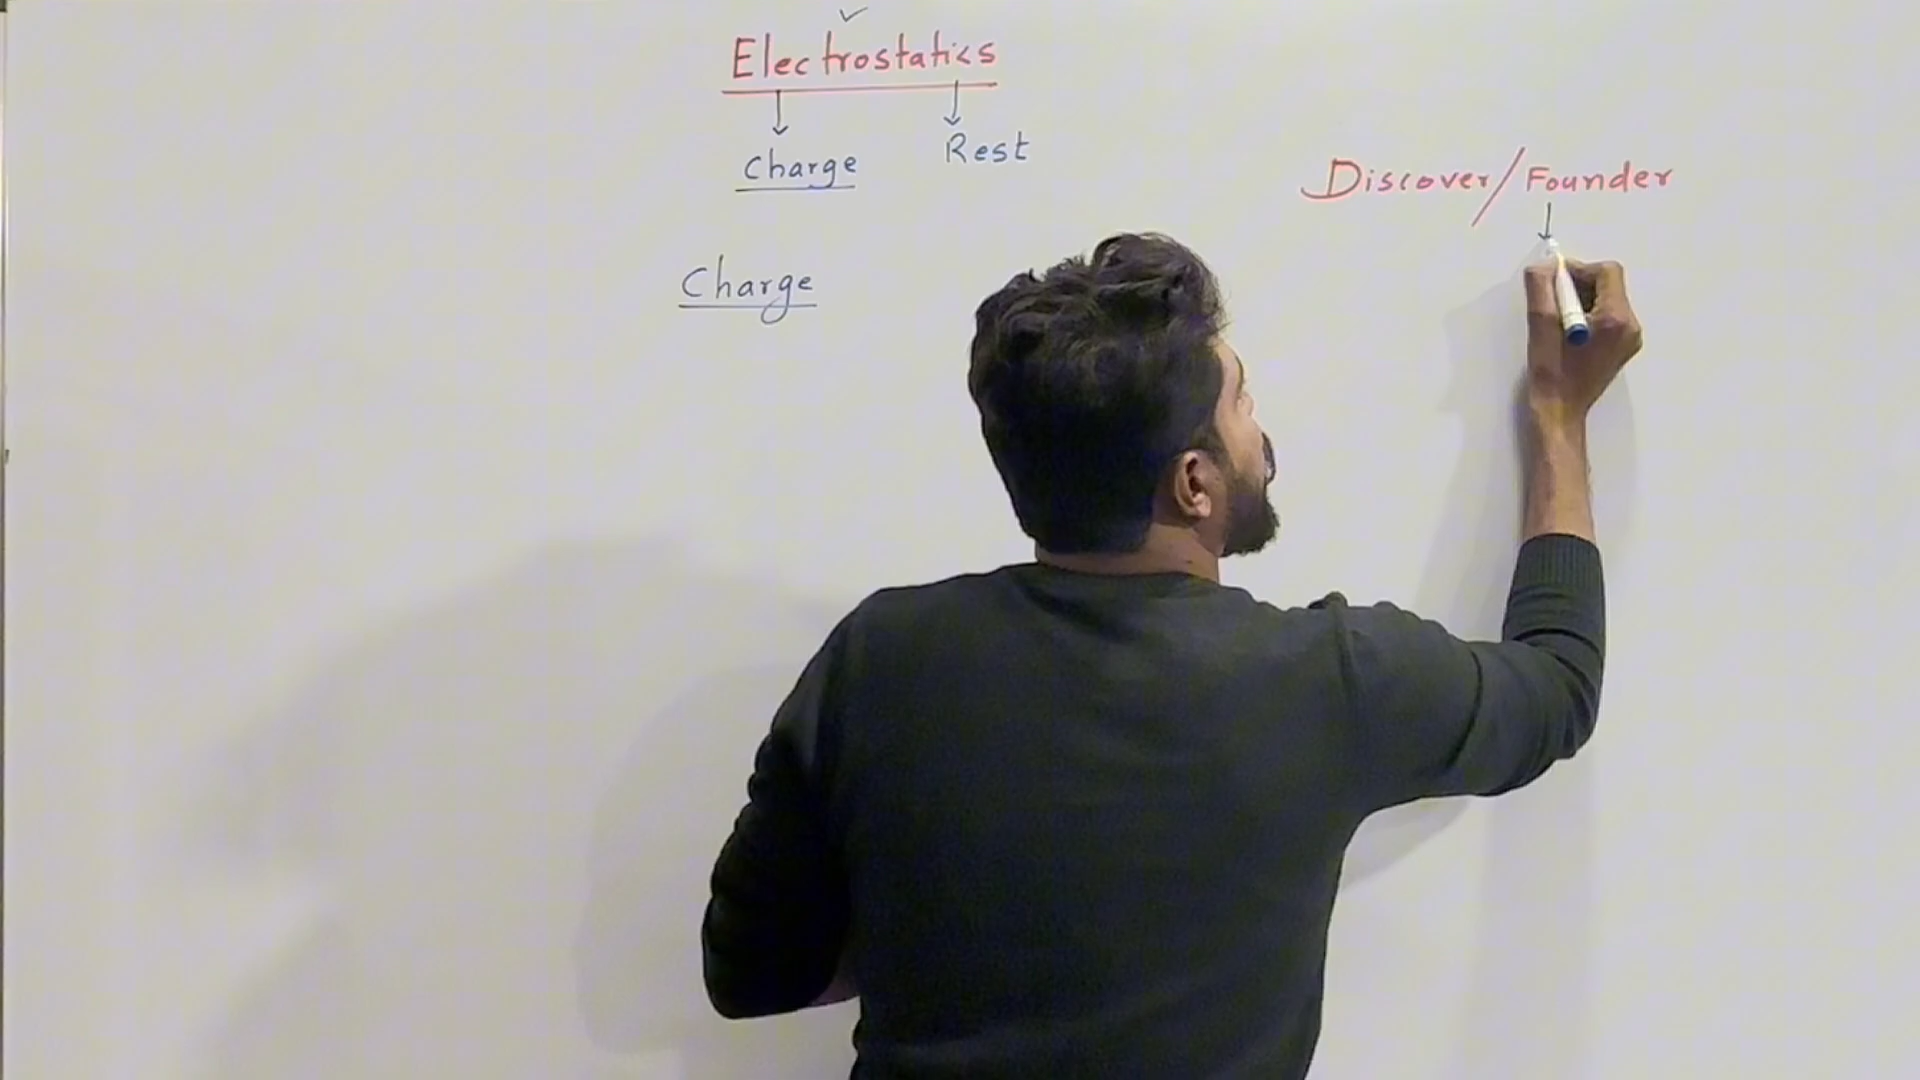 Electrostatics
Charge
Rest
Discover/Founder
Charge